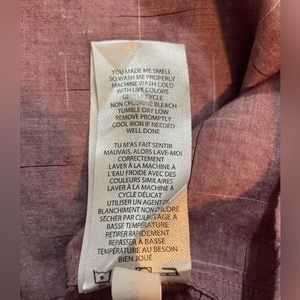 YOU MADE ME SMELL
SO WASH ME PROPERLY
MACHINE WASH COLD
WITH LIKE COLORS
GENTLE CYCLE
NON CHLORINE BLEACH
TUMBLE DRY LOW
REMOVE PROMPTLY
COOL IRON IF NEEDED
WELL DONE
TU M'AS FAIT SENTIR
MAUVAIS, ALORS LAVE-MOI
CORRECTEMENT
LAVER À LA MACHINE À
L'EAU FROIDE AVEC DES
COULEURS SIMILAIRES
LAVER À LA MACHINE À
CYCLE DÉLICAT
UTILISER UN AGENT DE
BLANCHIMENT NON
SÉCHER PAR À
BASSE TEMPÉRATURE
RETIRER RAPIDEMENT
REPASSER À BASSE
TEMPÉRATURE AU BESOIN
BIEN JOUÉ